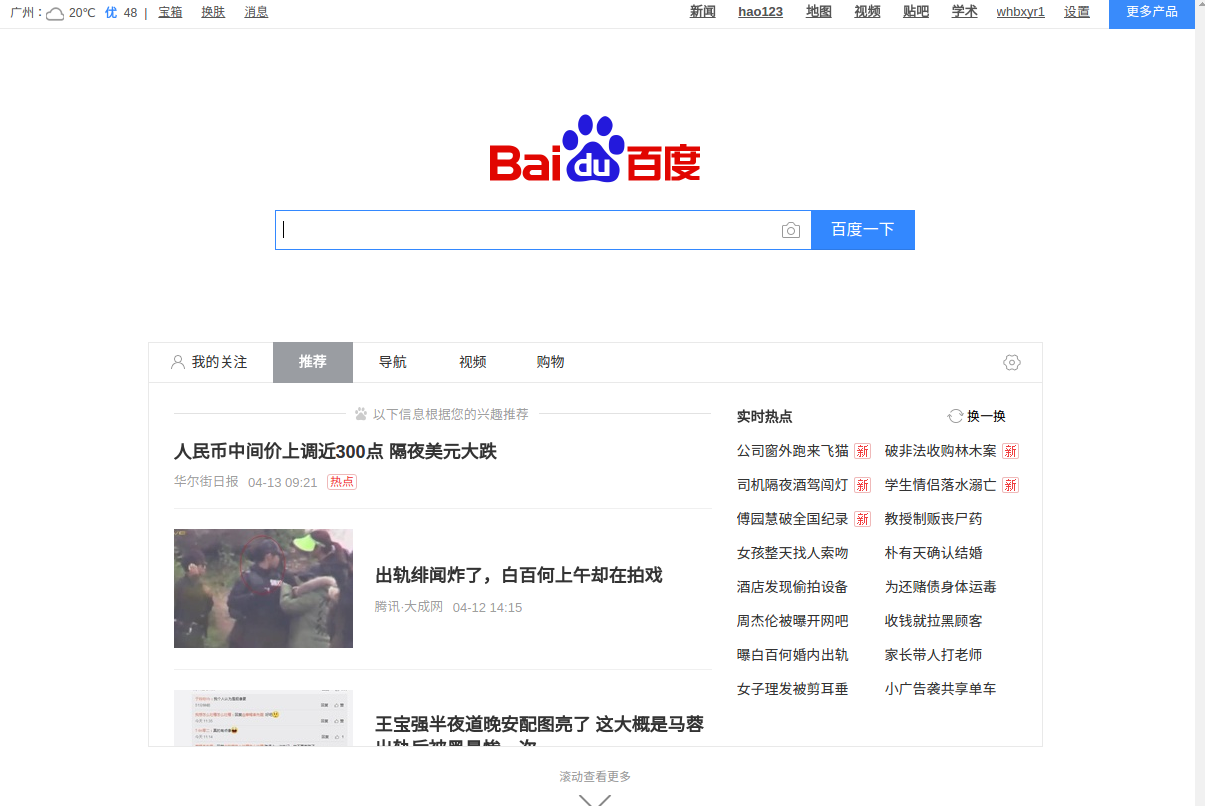 广州： 20℃ 优 48 | 宝箱 换肤 消息
新闻 hao123 地图 视频 贴吧 学术 whbxyr1 设置 更多产品
Bai du 百度
百度一下
我的关注 推荐 导航 视频 购物
以下信息根据您的兴趣推荐
人民币中间价上调近300点 隔夜美元大跌
华尔街日报 04-13 09:21 热点
出轨绯闻炸了，白百何上午却在拍戏
腾讯·大成网 04-12 14:15
王宝强半夜道晚安配图亮了 这大概是马蓉
实时热点 换一换
公司窗外跑来飞猫 新 破非法收购林木案 新
司机隔夜酒驾闯灯 新 学生情侣落水溺亡 新
傅园慧破全国纪录 新 教授制贩丧尸药
女孩整天找人索吻 朴有天确认结婚
酒店发现偷拍设备 为还赌债身体运毒
周杰伦被曝开网吧 收钱就拉黑顾客
曝白百何婚内出轨 家长带人打老师
女子理发被剪耳垂 小广告袭共享单车
滚动查看更多